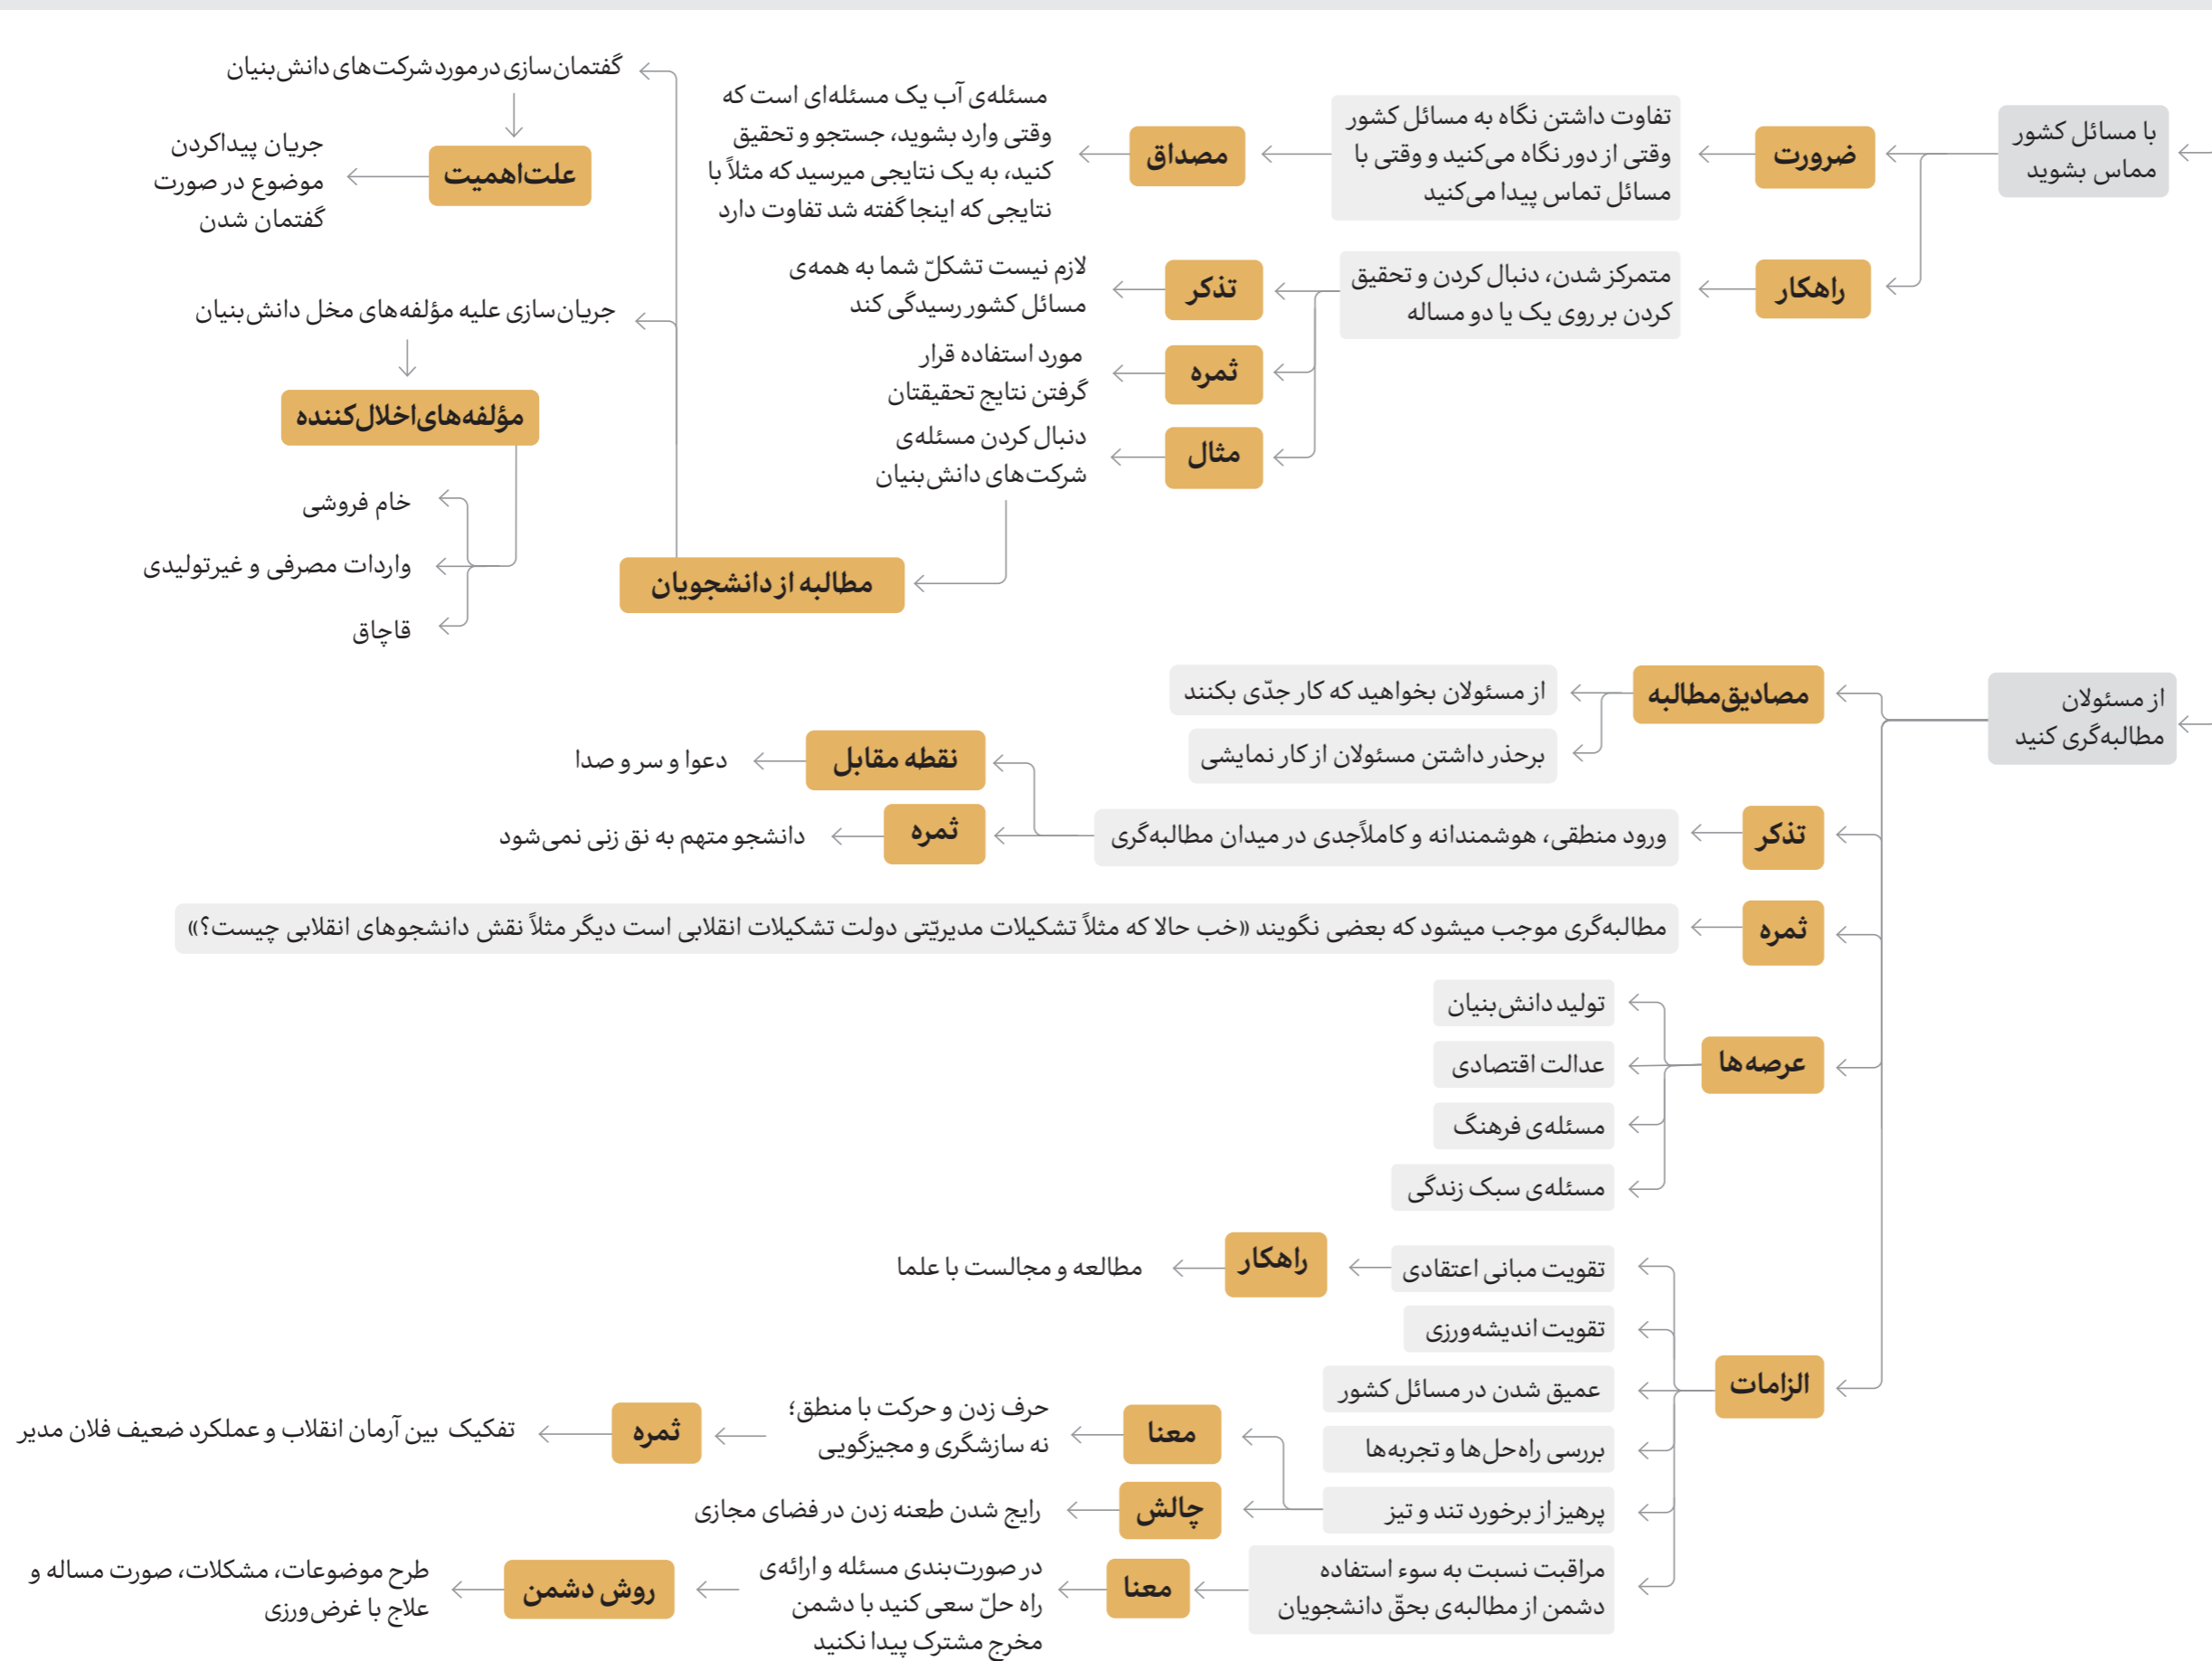 با مسائل کشور
مماس بشوید
ضرورت
تفاوت داشتن نگاه به مسائل کشور
وقتی از دور نگاه می‌کنید و وقتی با
مسائل تماس پیدا می‌کنید
مصداق
مسئله‌ی آب یک مسئله‌ای است که
وقتی وارد بشوید، جستجو و تحقیق
کنید، به یک نتایجی میرسید که مثلاً با
نتایجی که اینجا گفته شد تفاوت دارد
راهکار
متمرکز شدن، دنبال کردن و تحقیق
کردن بر روی یک یا دو مساله
تذکر
لازم نیست تشکلّ شما به همه‌ی
مسائل کشور رسیدگی کند
ثمره
مورد استفاده قرار
گرفتن نتایج تحقیقتان
مثال
دنبال کردن مسئله‌ی
شرکت‌های دانش‌بنیان
مطالبه از دانشجویان
گفتمان‌سازی در مورد شرکت‌های دانش‌بنیان
علت‌اهمیت
جریان پیداکردن
موضوع در صورت
گفتمان شدن
جریان‌سازی علیه مؤلفه‌های مخل دانش‌بنیان
مؤلفه‌های‌اخلال‌کننده
خام فروشی
واردات مصرفی و غیرتولیدی
قاچاق
از مسئولان
مطالبه‌گری کنید
مصادیق‌مطالبه
از مسئولان بخواهید که کار جدّی بکنند
برحذر داشتن مسئولان از کار نمایشی
تذکر
ورود منطقی، هوشمندانه و کاملاًجدی در میدان مطالبه‌گری
نقطه مقابل
دعوا و سر و صدا
ثمره
دانشجو متهم به نق زنی نمی‌شود
ثمره
مطالبه‌گری موجب میشود که بعضی نگویند «خب حالا که مثلاً تشکیلات مدیریّتی دولت تشکیلات انقلابی است دیگر مثلاً نقش دانشجوهای انقلابی چیست؟»
عرصه‌ها
تولید دانش‌بنیان
عدالت اقتصادی
مسئله‌ی فرهنگ
مسئله‌ی سبک زندگی
الزامات
تقویت مبانی اعتقادی
راهکار
مطالعه و مجالست با علما
تقویت اندیشه‌ورزی
عمیق شدن در مسائل کشور
بررسی راه‌حل‌ها و تجربه‌ها
پرهیز از برخورد تند و تیز
معنا
حرف زدن و حرکت با منطق؛
نه سازشگری و مجیزگویی
ثمره
تفکیک بین آرمان انقلاب و عملکرد ضعیف فلان مدیر
چالش
رایج شدن طعنه زدن در فضای مجازی
مراقبت نسبت به سوء استفاده
دشمن از مطالبه‌ی بحقّ دانشجویان
معنا
در صورت‌بندی مسئله و ارائه‌ی
راه حلّ سعی کنید با دشمن
مخرج مشترک پیدا نکنید
روش دشمن
طرح موضوعات، مشکلات، صورت مساله و
علاج با غرض‌ورزی